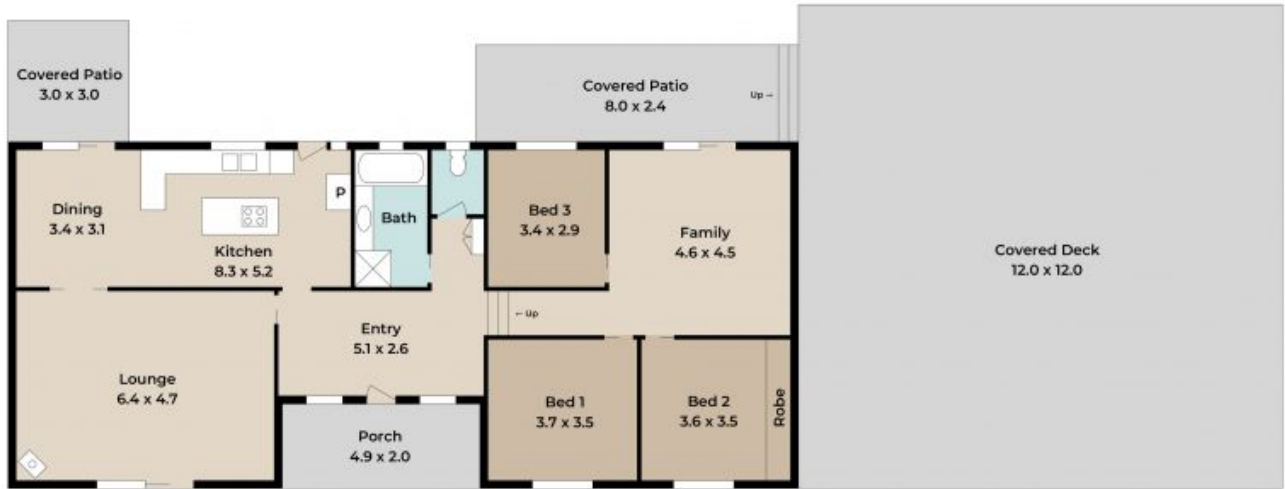 Covered Patio
3.0 x 3.0
Covered Patio
8.0 x 2.4
Up →
Dining
3.4 x 3.1
Kitchen
8.3 x 5.2
P
Bath
Bed 3
3.4 x 2.9
Family
4.6 x 4.5
Covered Deck
12.0 x 12.0
Lounge
6.4 x 4.7
Entry
5.1 x 2.6
← Up
Porch
4.9 x 2.0
Bed 1
3.7 x 3.5
Bed 2
3.6 x 3.5
Robe